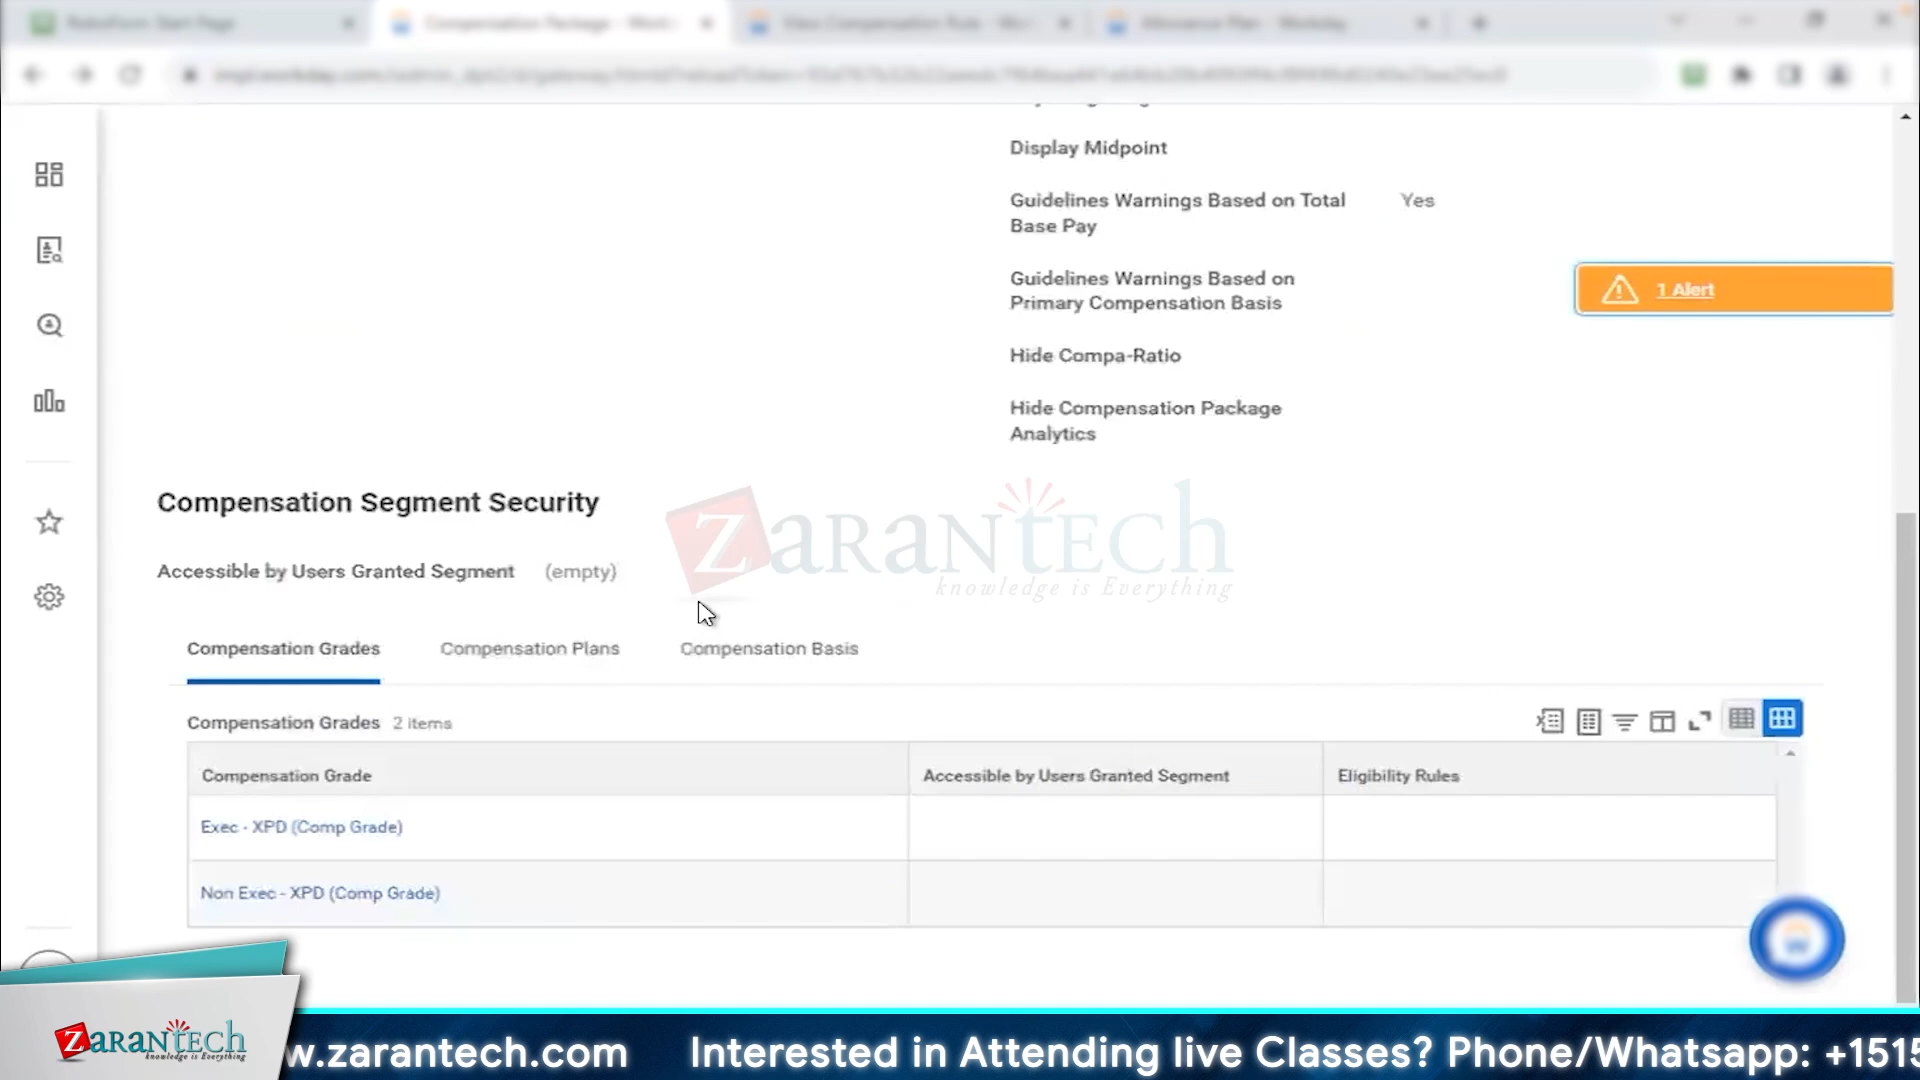 Display Midpoint
Guidelines Warnings Based on Total Base Pay Yes
Guidelines Warnings Based on Primary Compensation Basis
1 Alert
Hide Compa-Ratio
Hide Compensation Package Analytics
Compensation Segment Security
Accessible by Users Granted Segment (empty)
ZARANTECH
knowledge is Everything
Compensation Grades Compensation Plans Compensation Basis
Compensation Grades 2 items
Compensation Grade Accessible by Users Granted Segment Eligibility Rules
Exec - XPD (Comp Grade)
Non Exec - XPD (Comp Grade)
ZARANTECH
knowledge is Everything
w.zarantech.com Interested in Attending live Classes? Phone/Whatsapp: +1515